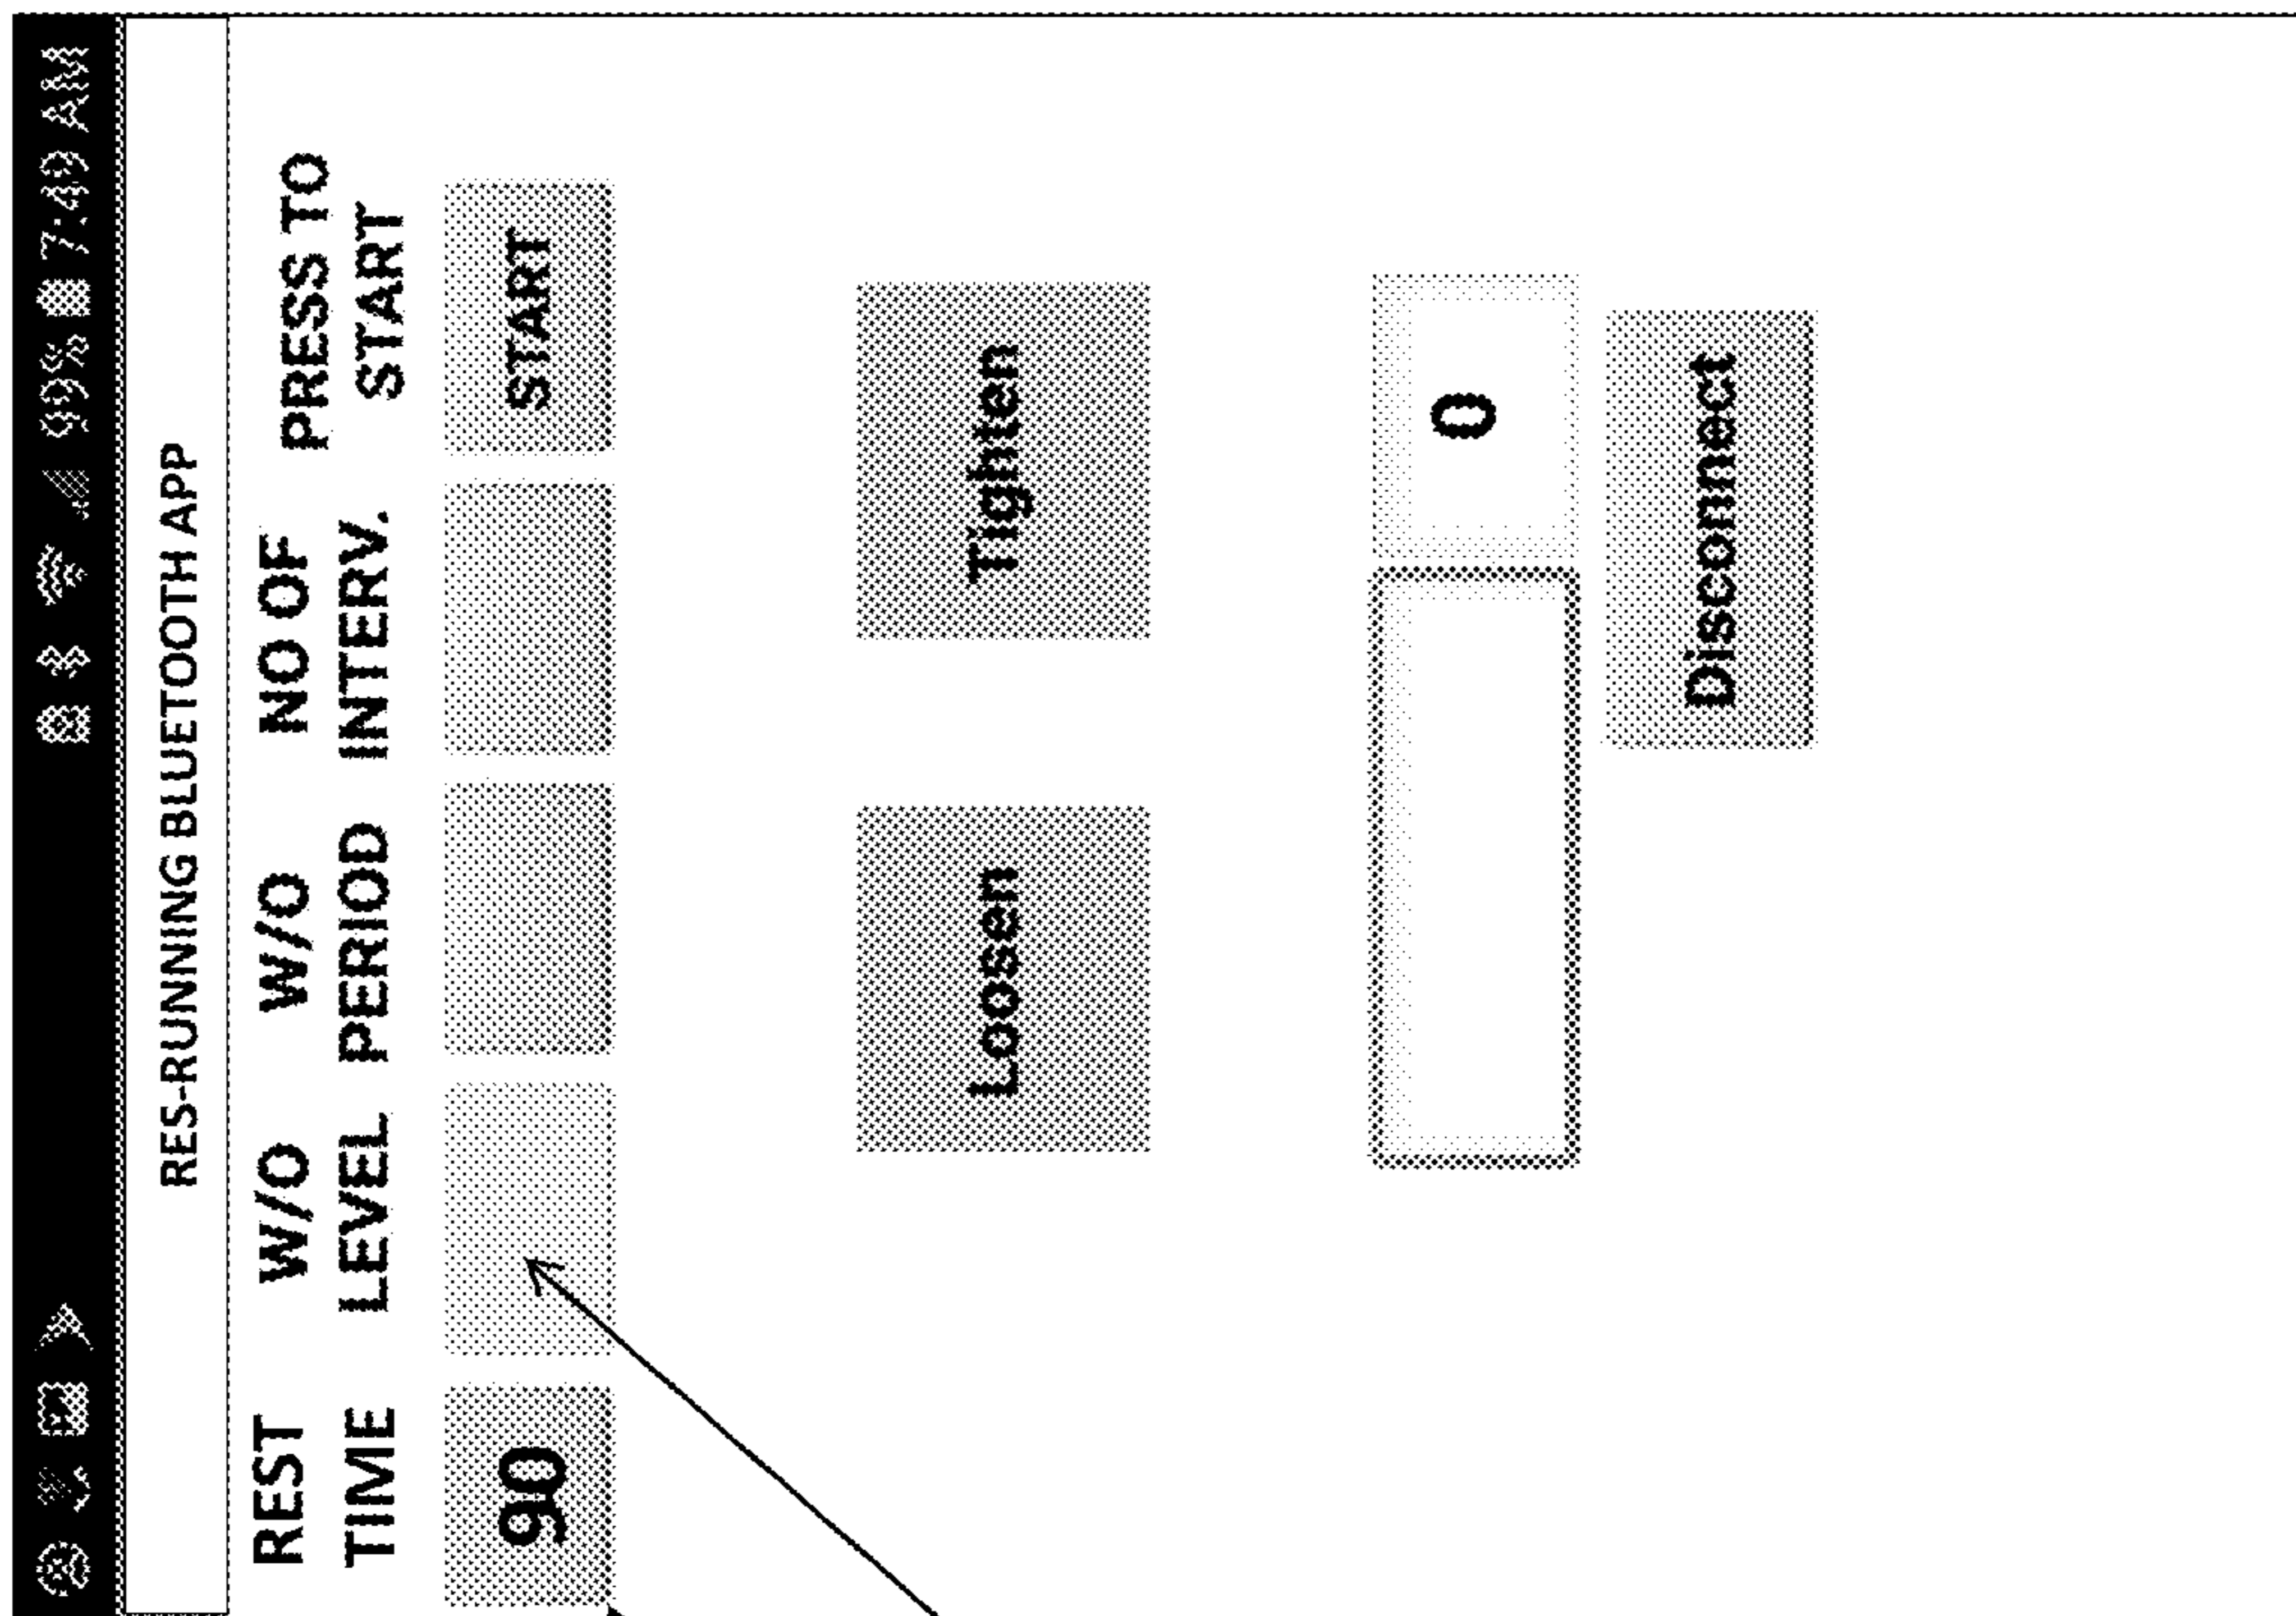 99% 7:49 AM
RES-RUNNING BLUETOOTH APP
REST W/O W/O NO OF PRESS TO
TIME LEVEL PERIOD INTERV. START
90 START
Loosen Tighten
0
Disconnect